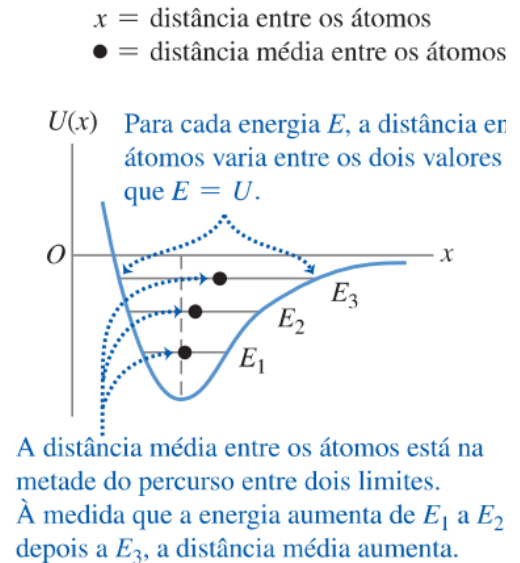 x = distância entre os átomos
● = distância média entre os átomos
U(x) Para cada energia E, a distância en
átomos varia entre os dois valores
que E = U.
O
x
E₃
E₂
E₁
A distância média entre os átomos está na
metade do percurso entre dois limites.
À medida que a energia aumenta de E₁ a E₂
depois a E₃, a distância média aumenta.